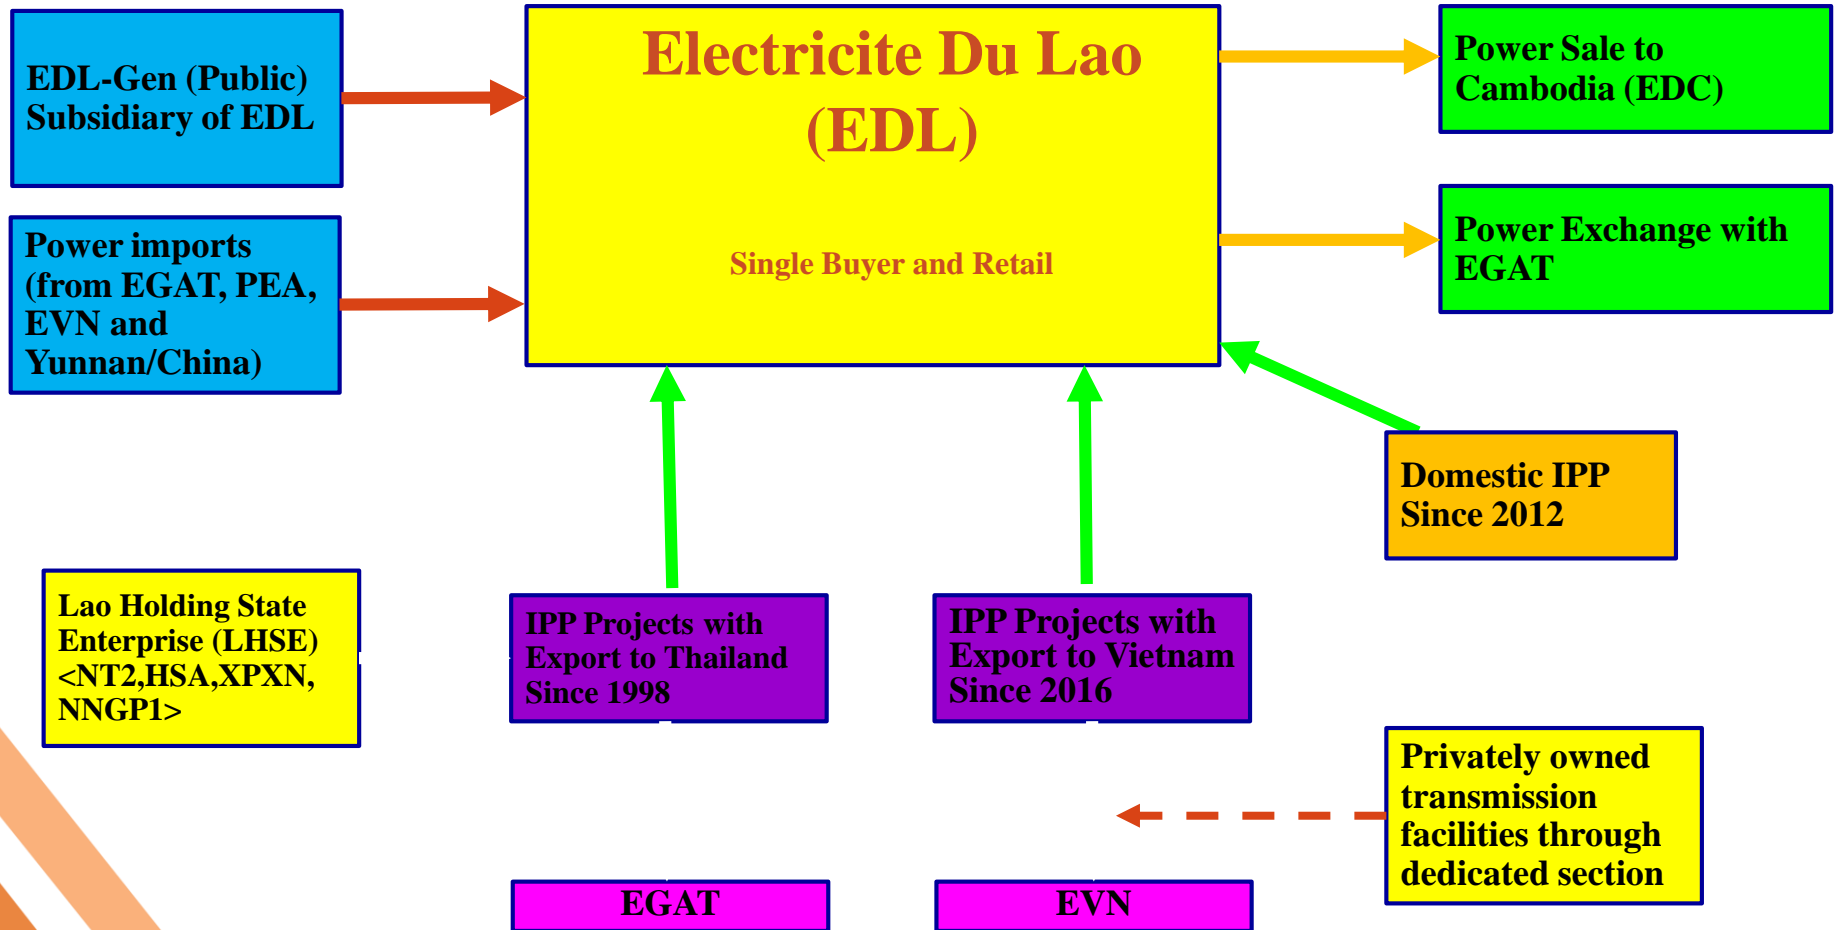 Electricite Du Lao
(EDL)
Single Buyer and Retail
EDL-Gen (Public)
Subsidiary of EDL
Power imports
(from EGAT, PEA,
EVN and
Yunnan/China)
Power Sale to
Cambodia (EDC)
Power Exchange with
EGAT
Domestic IPP
Since 2012
Lao Holding State
Enterprise (LHSE)
<NT2,HSA,XPXN,
NNGP1>
IPP Projects with
Export to Thailand
Since 1998
IPP Projects with
Export to Vietnam
Since 2016
Privately owned
transmission
facilities through
dedicated section
EGAT
EVN